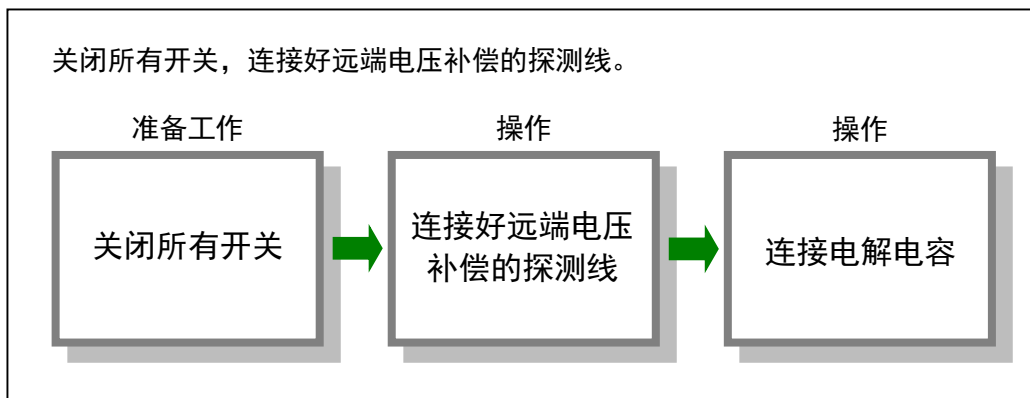 关闭所有开关，连接好远端电压补偿的探测线。
准备工作
操作
操作
关闭所有开关
连接好远端电压
补偿的探测线
连接电解电容